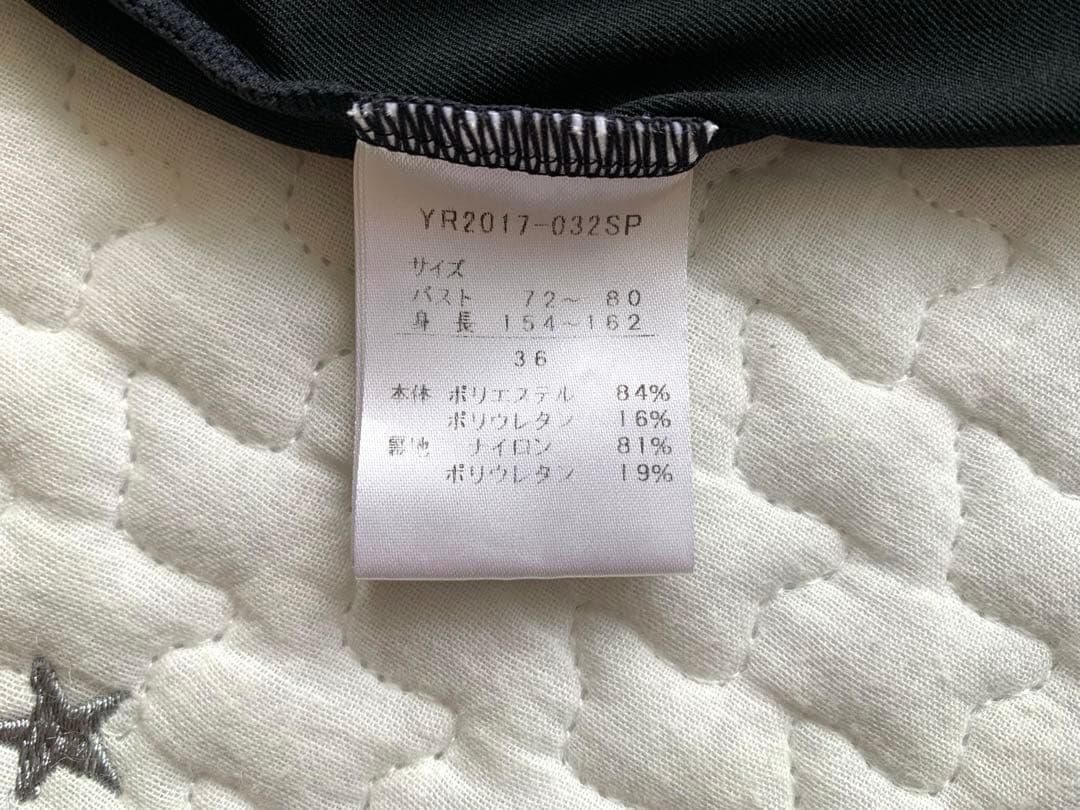 YR2017-032SP
サイズ
バスト 72～ 80
身 長 154～162
36
本体 ポリエステル 84%
ポリウレタン 16%
裏地 ナイロン 81%
ポリウレタン 19%